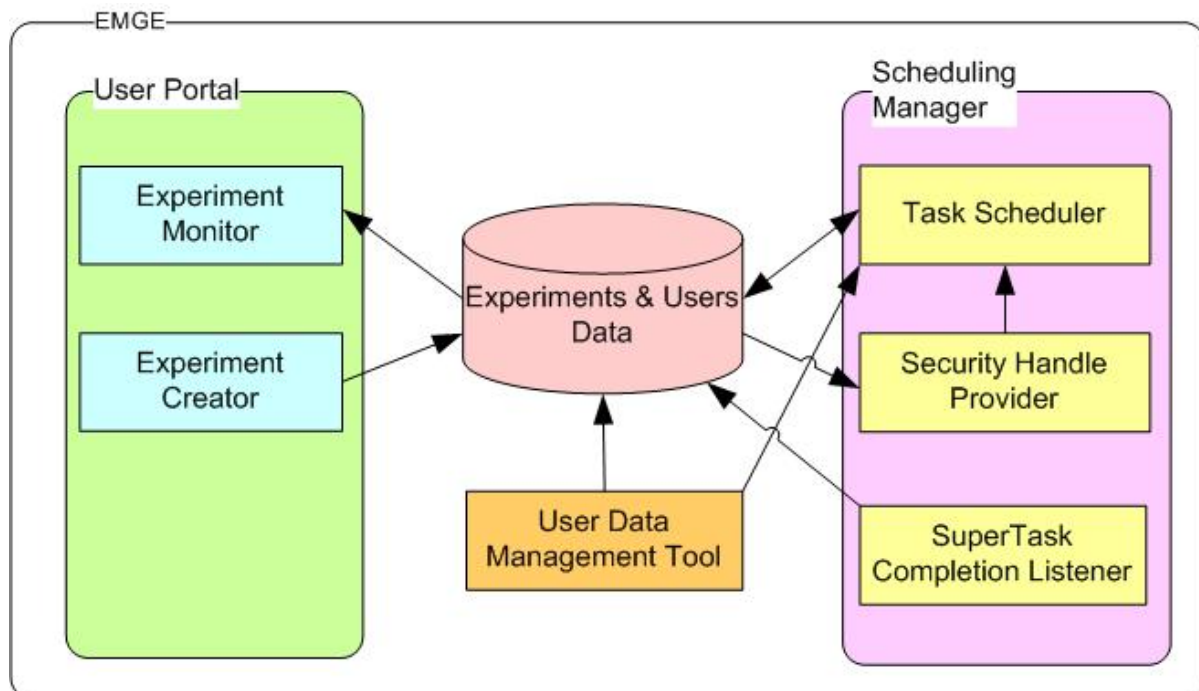 EMGE
User Portal
Experiment
Monitor
Experiment
Creator
Experiments & Users
Data
User Data
Management Tool
Scheduling
Manager
Task Scheduler
Security Handle
Provider
SuperTask
Completion Listener